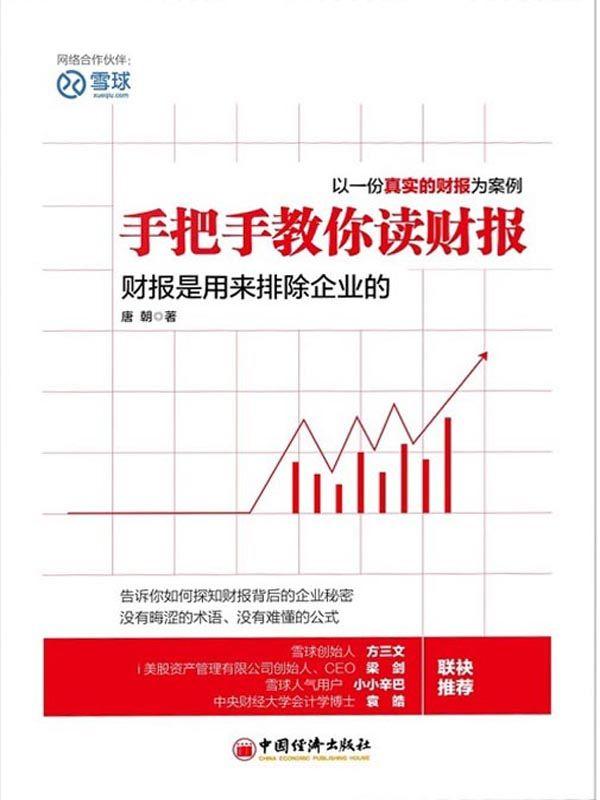 网络合作伙伴：
雪球
xueqiu.com
以一份真实的财报为案例
手把手教你读财报
财报是用来排除企业的
唐 朝◎著
告诉你如何探知财报背后的企业秘密
没有晦涩的术语、没有难懂的公式
雪球创始人 方三文
i 美股资产管理有限公司创始人、CEO 梁 剑
雪球人气用户 小小辛巴
中央财经大学会计学博士 袁 皓
联袂
推荐
中国经济出版社
CHINA ECONOMIC PUBLISHING HOUSE